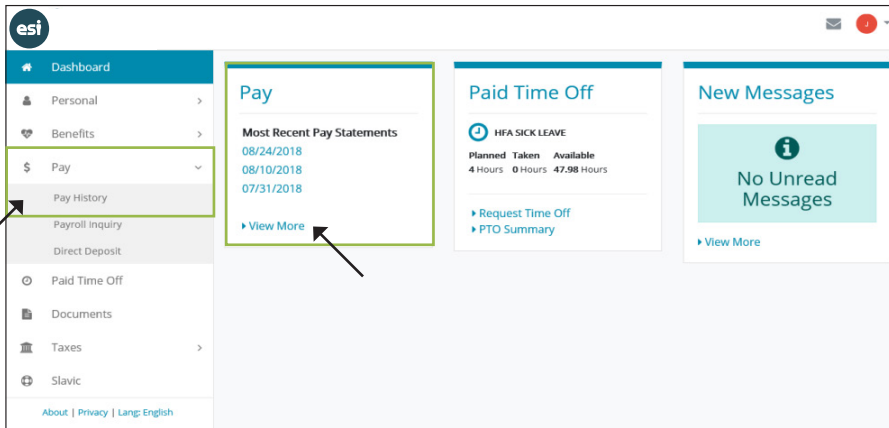 esi
J
Dashboard
Personal
Benefits
Pay
Pay History
Payroll Inquiry
Direct Deposit
Paid Time Off
Documents
Taxes
Slavic
About | Privacy | Lang: English
Pay
Most Recent Pay Statements
08/24/2018
08/10/2018
07/31/2018
View More
Paid Time Off
HFA SICK LEAVE
Planned Taken Available
4 Hours 0 Hours 47.98 Hours
Request Time Off
PTO Summary
New Messages
No Unread
Messages
View More